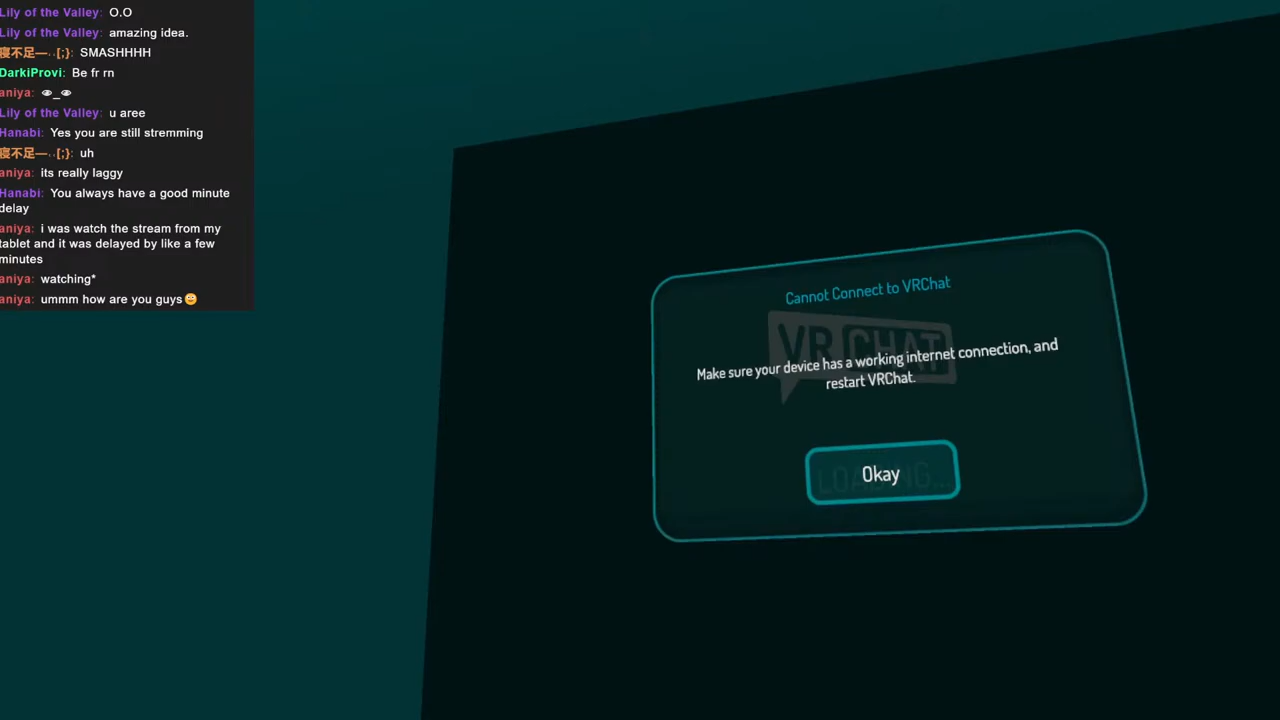 Lily of the Valley: O.O
Lily of the Valley: amazing idea.
寝不足—··[;}: SMASHHHH
DarkiProvi: Be fr rn
aniya: 👁_👁
Lily of the Valley: u aree
Hanabi: Yes you are still stremming
寝不足—··[;}: uh
aniya: its really laggy
Hanabi: You always have a good minute
delay
aniya: i was watch the stream from my
tablet and it was delayed by like a few
minutes
aniya: watching*
aniya: ummm how are you guys😳
Cannot Connect to VRChat
VRCHAT
Make sure your device has a working internet connection, and
restart VRChat.
LOADING...
Okay